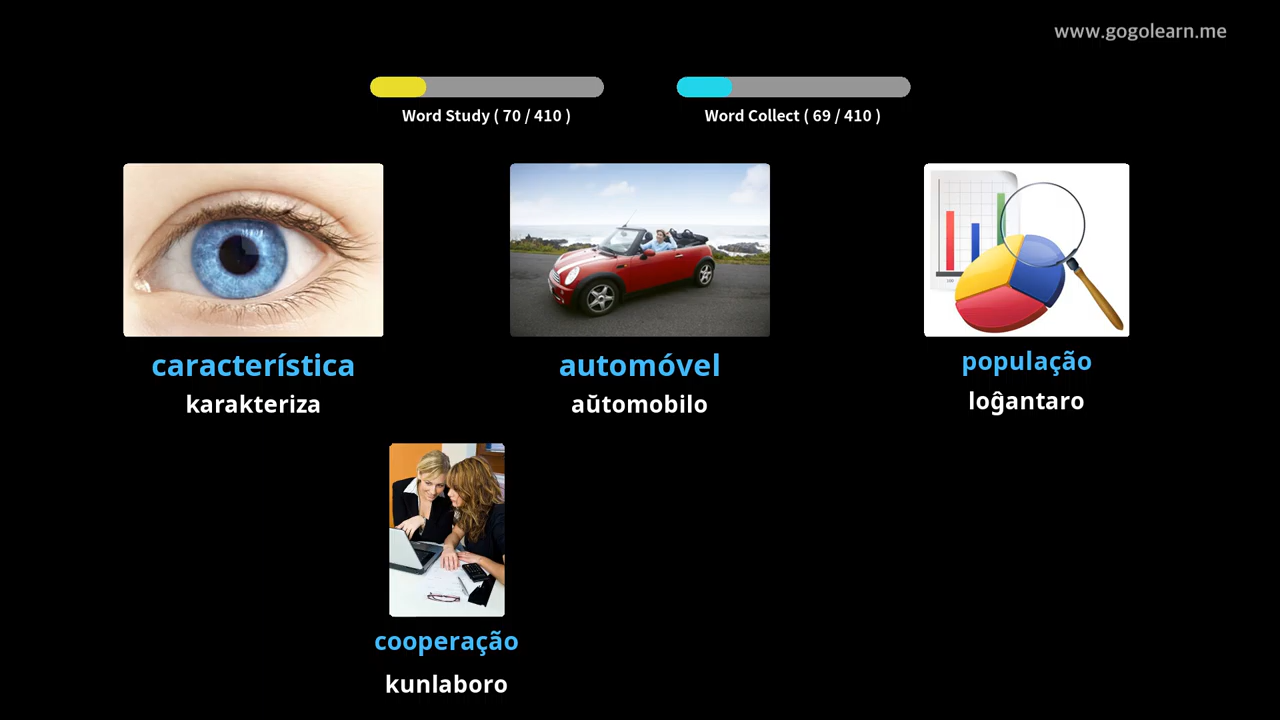 www.gogolearn.me
Word Study ( 70 / 410 )
Word Collect ( 69 / 410 )
característica
karakteriza
automóvel
aŭtomobilo
população
loĝantaro
cooperação
kunlaboro